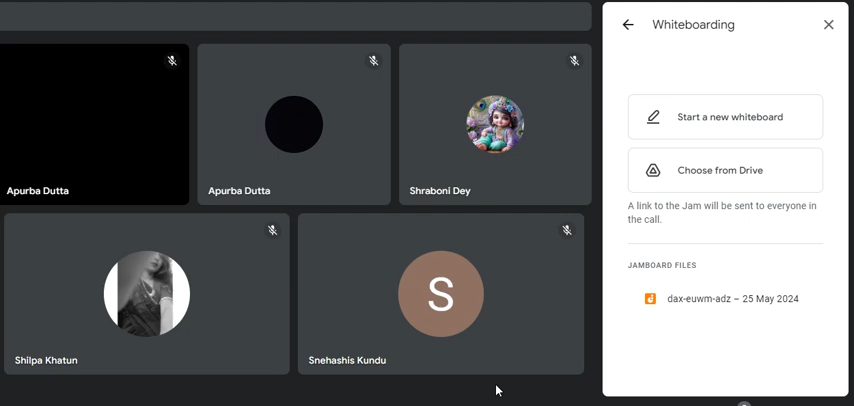 Apurba Dutta
Apurba Dutta
Shraboni Dey
Shilpa Khatun
S
Snehashis Kundu
Whiteboarding
Start a new whiteboard
Choose from Drive
A link to the Jam will be sent to everyone in
the call.
JAMBOARD FILES
dax-euwm-adz – 25 May 2024